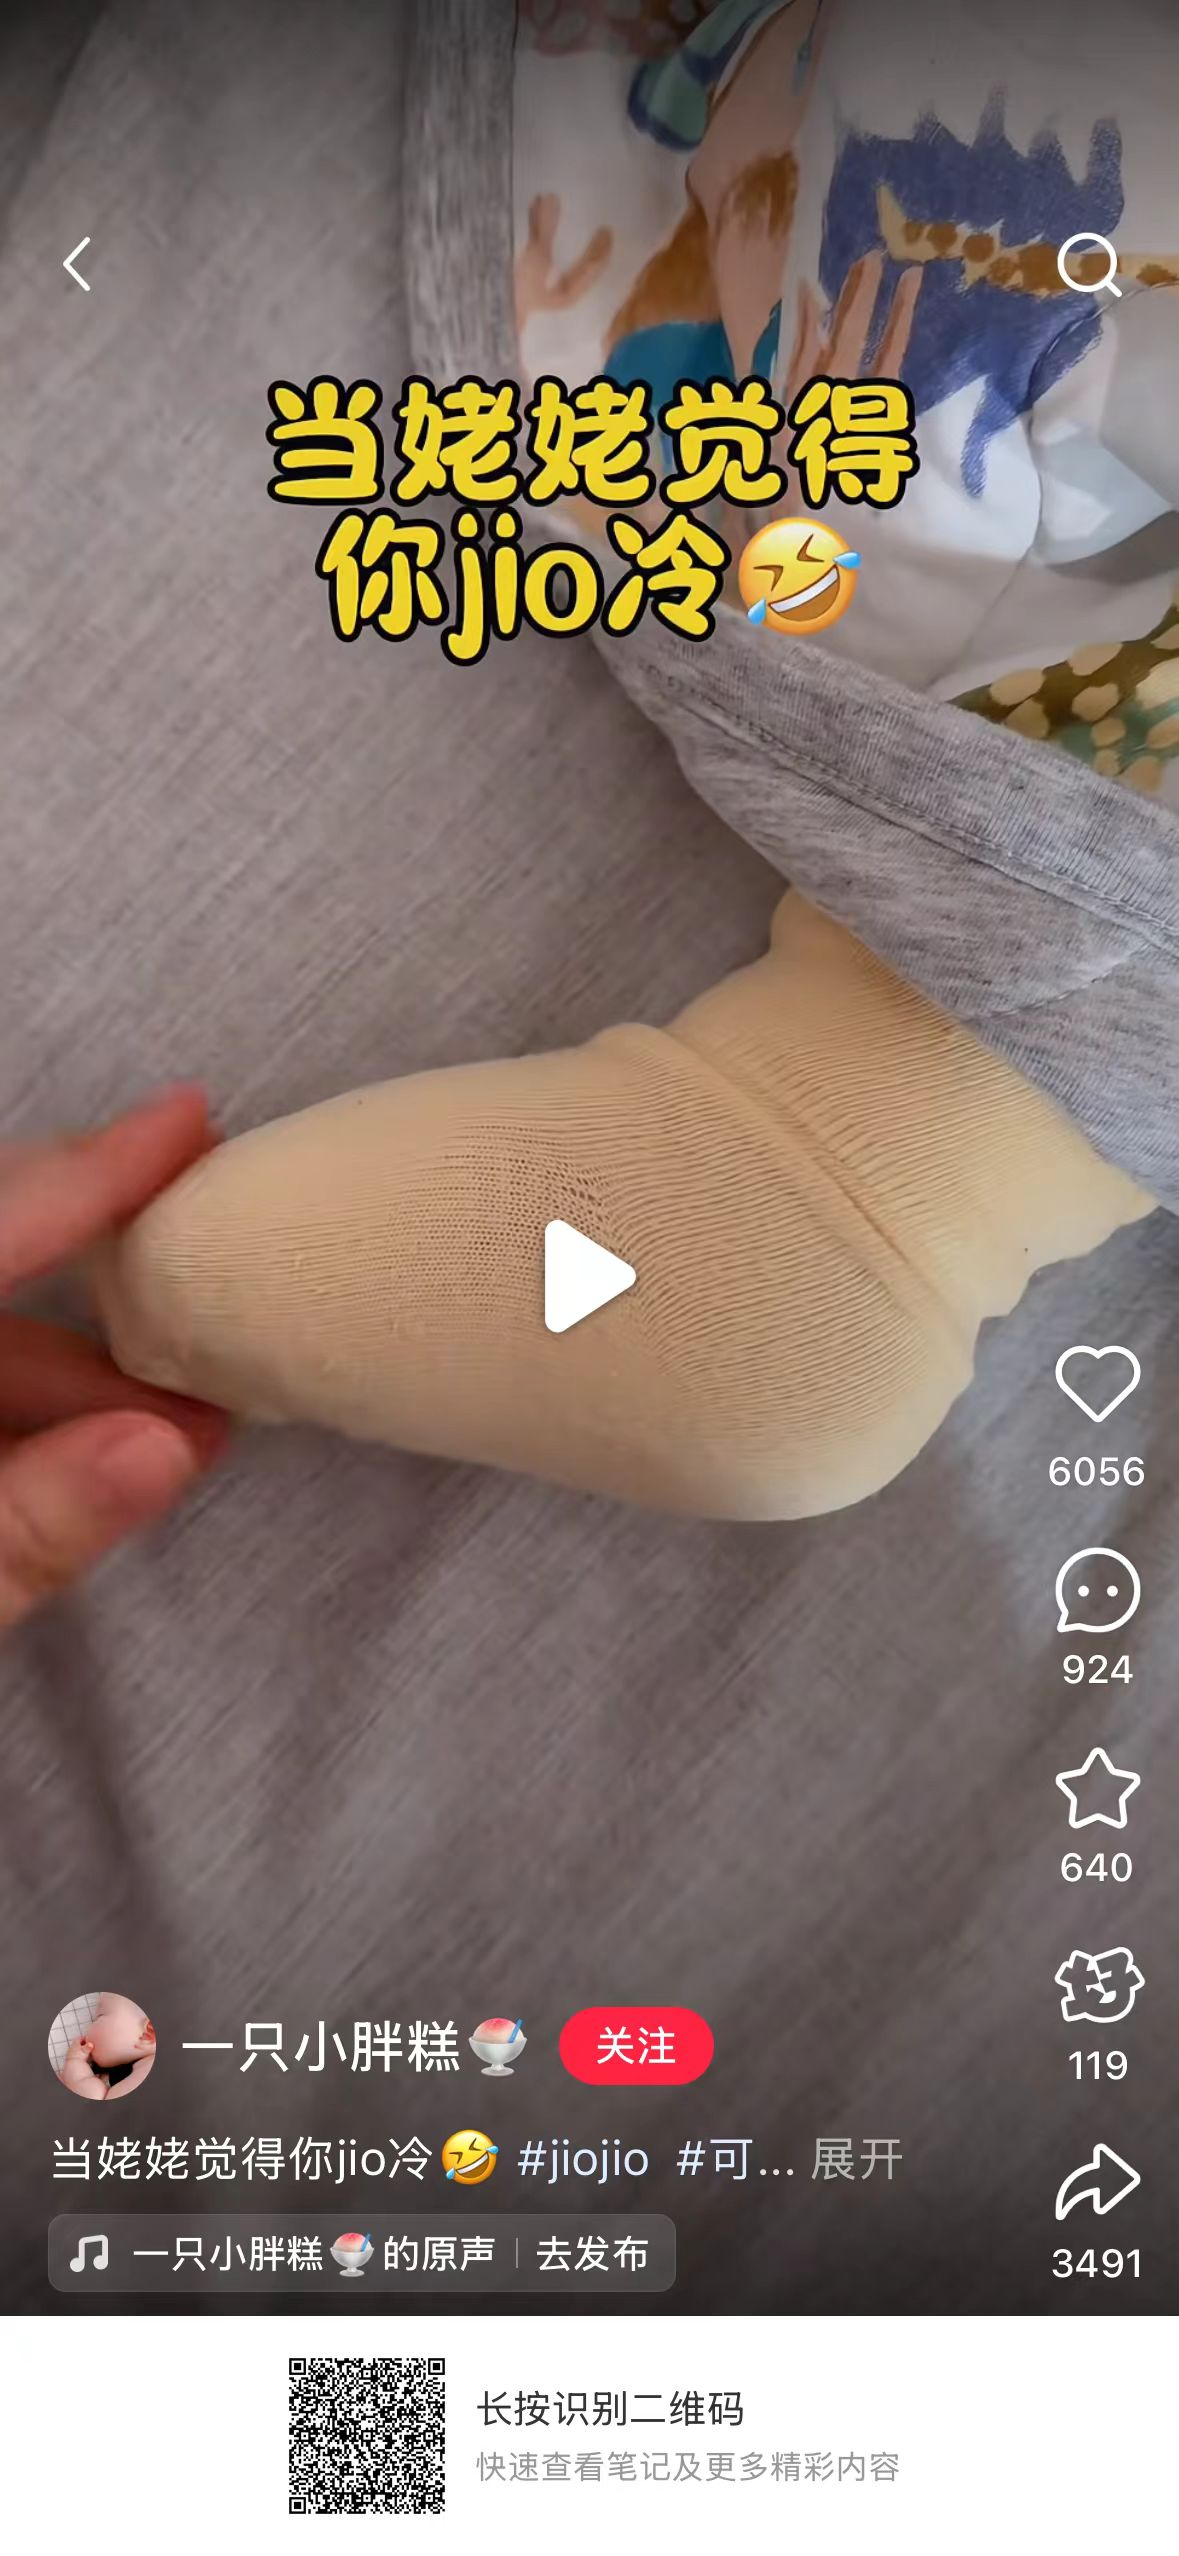 当姥姥觉得
你jio冷🤣
6056
924
640
119
3491
一只小胖糕🍧 关注
当姥姥觉得你jio冷🤣 #jiojio #可... 展开
一只小胖糕🍧的原声 | 去发布
长按识别二维码
快速查看笔记及更多精彩内容